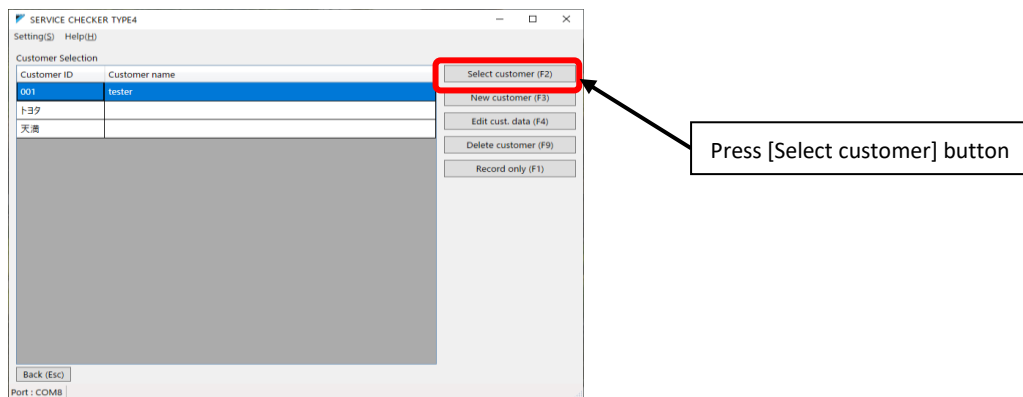 SERVICE CHECKER TYPE4
Setting(S) Help(H)
Customer Selection
Customer ID Customer name
001 tester
トヨタ
天満
Select customer (F2)
New customer (F3)
Edit cust. data (F4)
Delete customer (F9)
Record only (F1)
Press [Select customer] button
Back (Esc)
Port : COM8